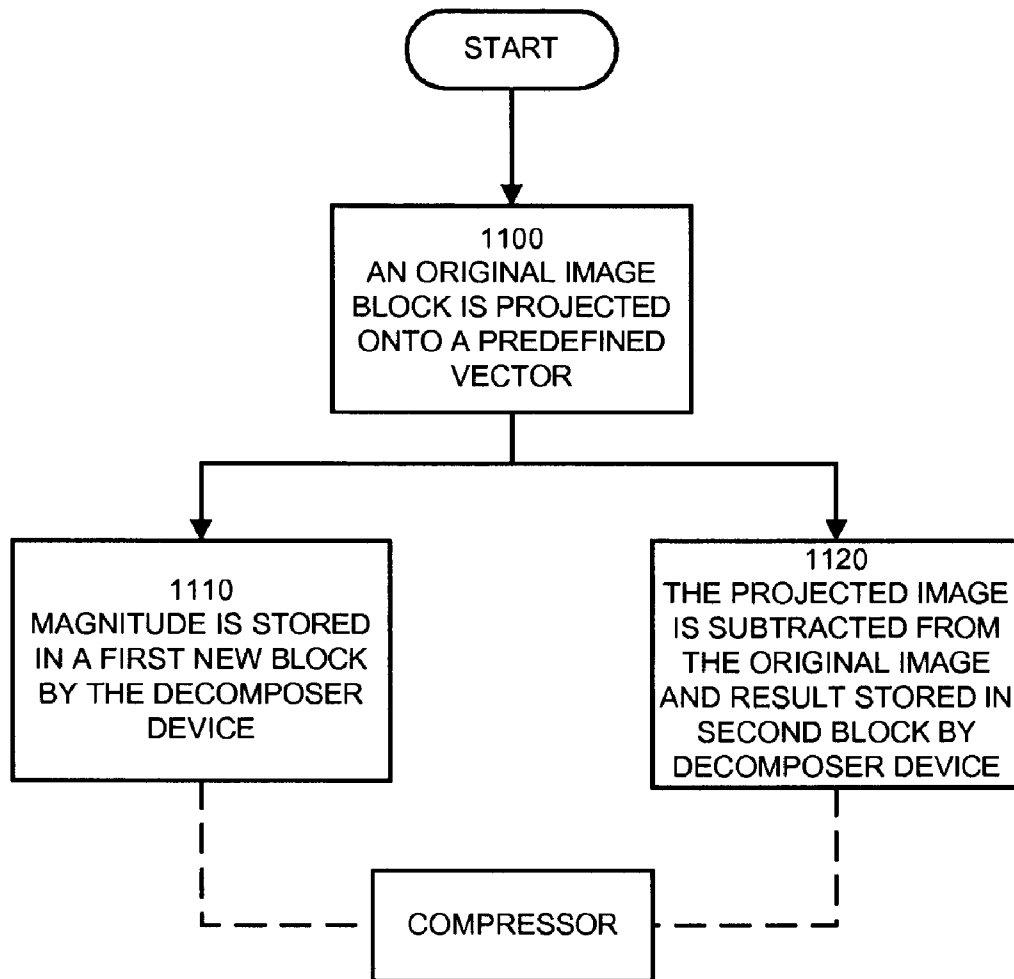 START
1100
AN ORIGINAL IMAGE
BLOCK IS PROJECTED
ONTO A PREDEFINED
VECTOR
1110
MAGNITUDE IS STORED
IN A FIRST NEW BLOCK
BY THE DECOMPOSER
DEVICE
1120
THE PROJECTED IMAGE
IS SUBTRACTED FROM
THE ORIGINAL IMAGE
AND RESULT STORED IN
SECOND BLOCK BY
DECOMPOSER DEVICE
COMPRESSOR